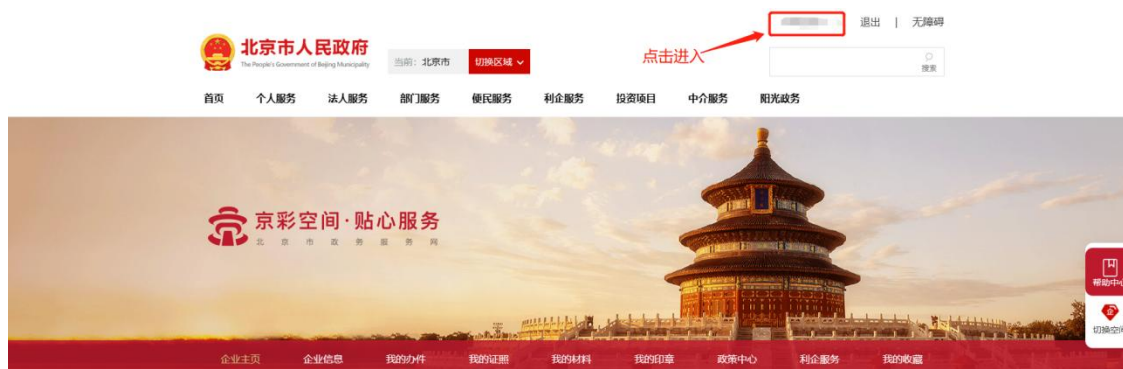 退出 | 无障碍
北京市人民政府
The People's Government of Beijing Municipality
当前：北京市
切换区域
点击进入
搜索
首页 个人服务 法人服务 部门服务 便民服务 利企服务 投资项目 中介服务 阳光政务
京彩空间·贴心服务
北京市政务服务网
帮助中心
切换空间
企业主页 企业信息 我的办件 我的证照 我的材料 我的印章 政策中心 利企服务 我的收藏